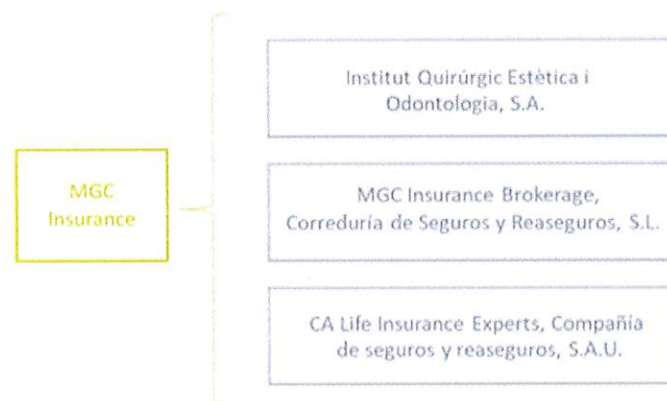 MGC
Insurance
Institut Quirúrgic Estètica i
Odontologia, S.A.
MGC Insurance Brokerage,
Correduría de Seguros y Reaseguros, S.L.
CA Life Insurance Experts, Compañía
de seguros y reaseguros, S.A.U.